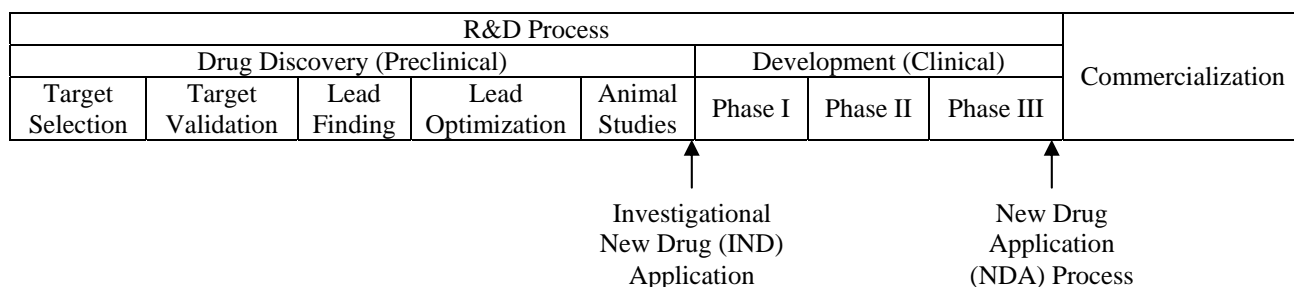 R&D Process
Drug Discovery (Preclinical)
Development (Clinical)
Commercialization
Target
Selection
Target
Validation
Lead
Finding
Lead
Optimization
Animal
Studies
Phase I
Phase II
Phase III
Investigational
New Drug (IND)
Application
New Drug
Application
(NDA) Process